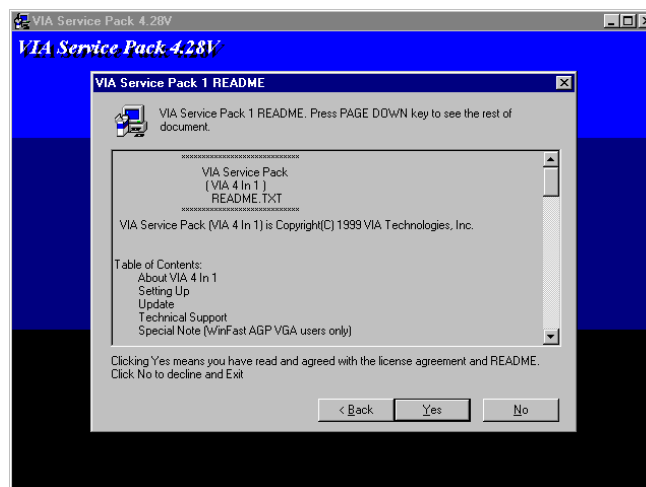 VIA Service Pack 4.28V
VIA Service Pack 4.28V
VIA Service Pack 1 README
VIA Service Pack 1 README. Press PAGE DOWN key to see the rest of
document.
xxxxxxxxxxxxxxxxxxxxxxxxxxx
VIA Service Pack
( VIA 4 In 1 )
README.TXT
xxxxxxxxxxxxxxxxxxxxxxxxxxx
VIA Service Pack (VIA 4 In 1) is Copyright(C) 1999 VIA Technologies, Inc.
Table of Contents:
About VIA 4 In 1
Setting Up
Update
Technical Support
Special Note (WinFast AGP VGA users only)
Clicking Yes means you have read and agreed with the license agreement and README.
Click No to decline and Exit
< Back
Yes
No